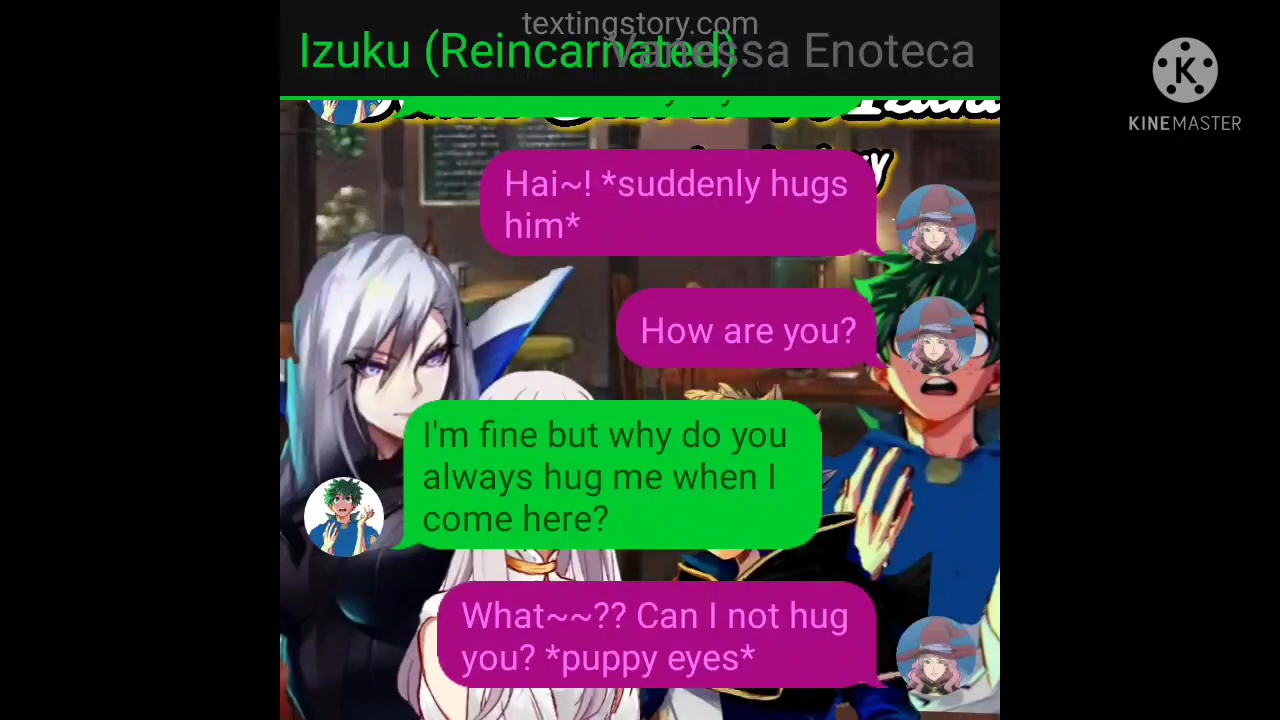 textingstory.com
Izuku (Reincarnated)
Vanessa Enoteca
K
KINEMASTER
Hai~! *suddenly hugs
him*
How are you?
I'm fine but why do you
always hug me when I
come here?
What~~?? Can I not hug
you? *puppy eyes*